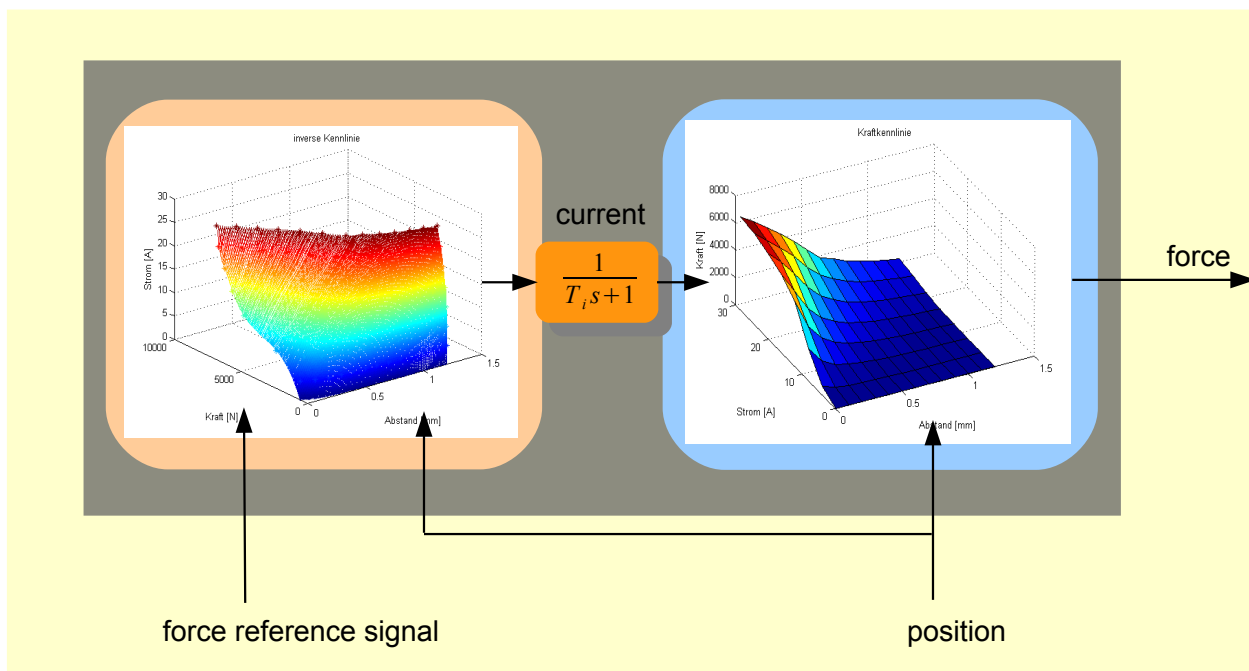 inverse Kennlinie
30
25
20
15
10
5
0
Strom [A]
10000
5000
0
Kraft [N]
0
0.5
1
1.5
Abstand [mm]
current
1
T_i s+1
Kraftkennlinie
8000
6000
4000
2000
0
Kraft [N]
30
20
10
0
Strom [A]
0
0.5
1
1.5
Abstand [mm]
force
force reference signal
position